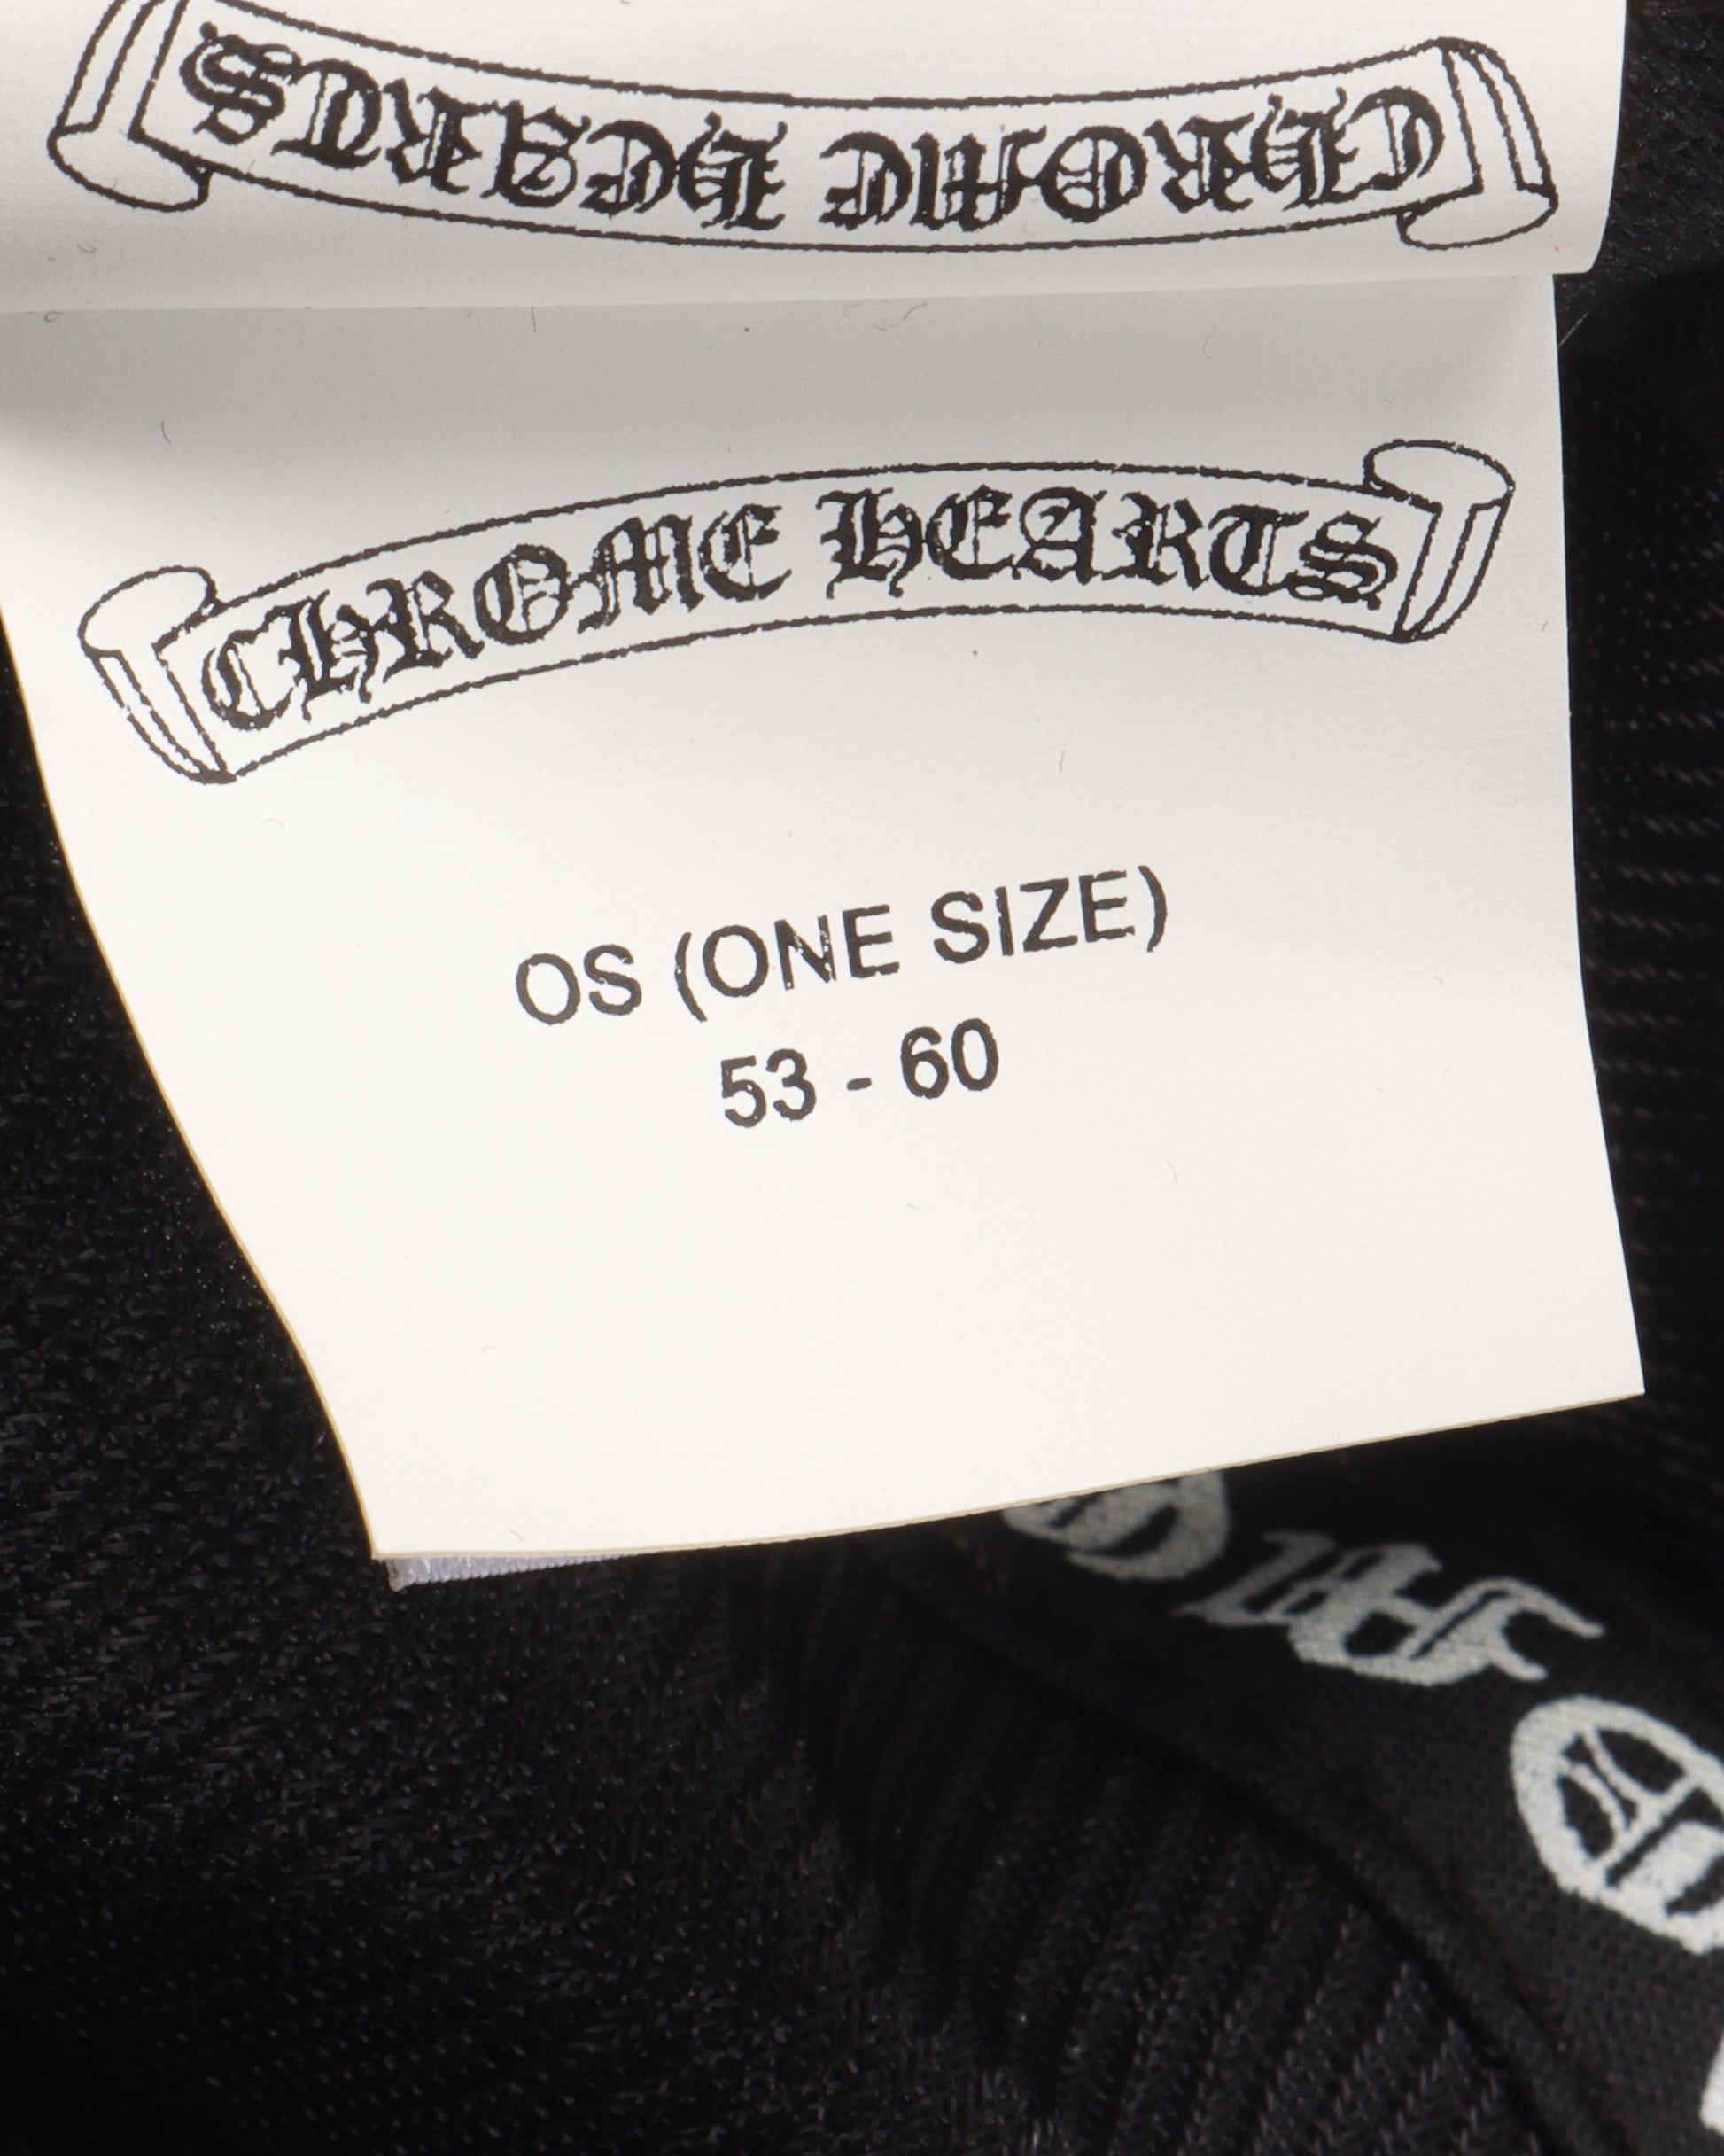 CHROME HEARTS
CHROME HEARTS
OS (ONE SIZE)
53 - 60